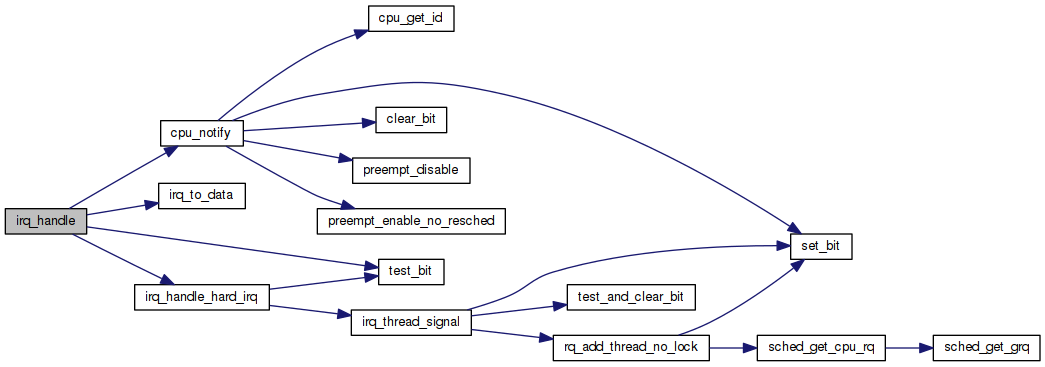 cpu_get_id
clear_bit
cpu_notify
preempt_disable
irq_to_data
irq_handle
preempt_enable_no_resched
set_bit
test_bit
irq_handle_hard_irq
test_and_clear_bit
irq_thread_signal
rq_add_thread_no_lock
sched_get_cpu_rq
sched_get_grq